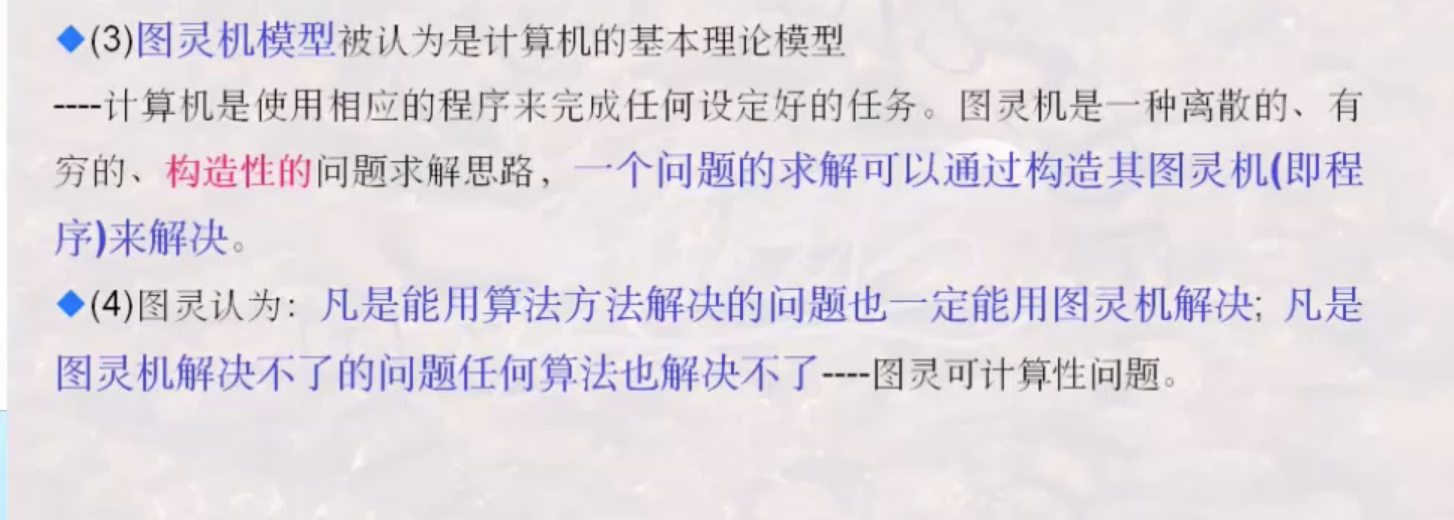 ◆(3)图灵机模型被认为是计算机的基本理论模型
----计算机是使用相应的程序来完成任何设定好的任务。图灵机是一种离散的、有
穷的、构造性的问题求解思路，一个问题的求解可以通过构造其图灵机(即程
序)来解决。
◆(4)图灵认为：凡是能用算法方法解决的问题也一定能用图灵机解决; 凡是
图灵机解决不了的问题任何算法也解决不了----图灵可计算性问题。